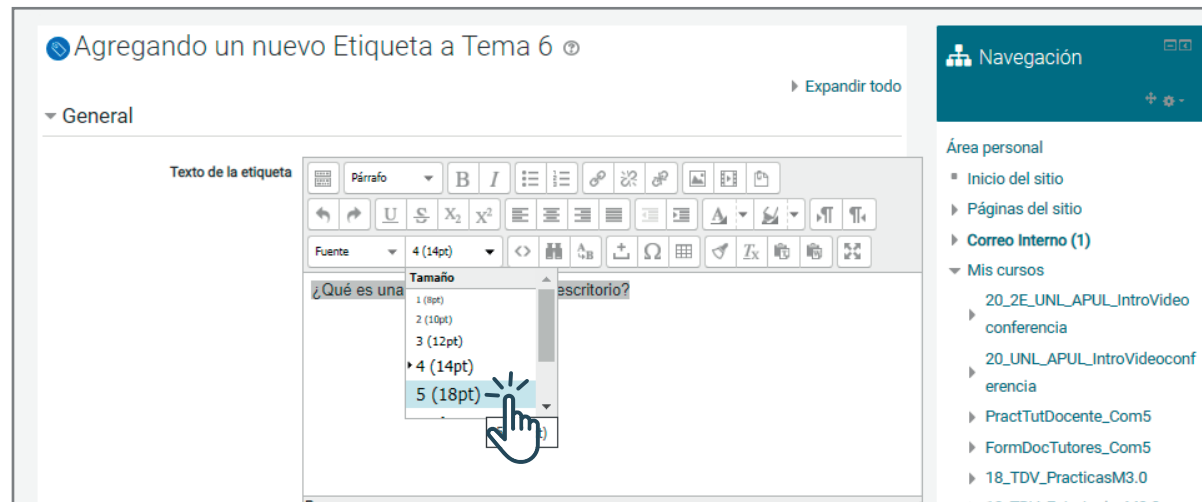 Agregando un nuevo Etiqueta a Tema 6
Expandir todo
General
Texto de la etiqueta
Párrafo
B I
U S X₂ X²
Fuente
4 (14pt)
¿Qué es una
escritorio?
Tamaño
1 (8pt)
2 (10pt)
3 (12pt)
4 (14pt)
5 (18pt)
Navegación
Área personal
Inicio del sitio
Páginas del sitio
Correo Interno (1)
Mis cursos
20_2E_UNL_APUL_IntroVideo
conferencia
20_UNL_APUL_IntroVideoconf
erencia
PractTutDocente_Com5
FormDocTutores_Com5
18_TDV_PracticasM3.0